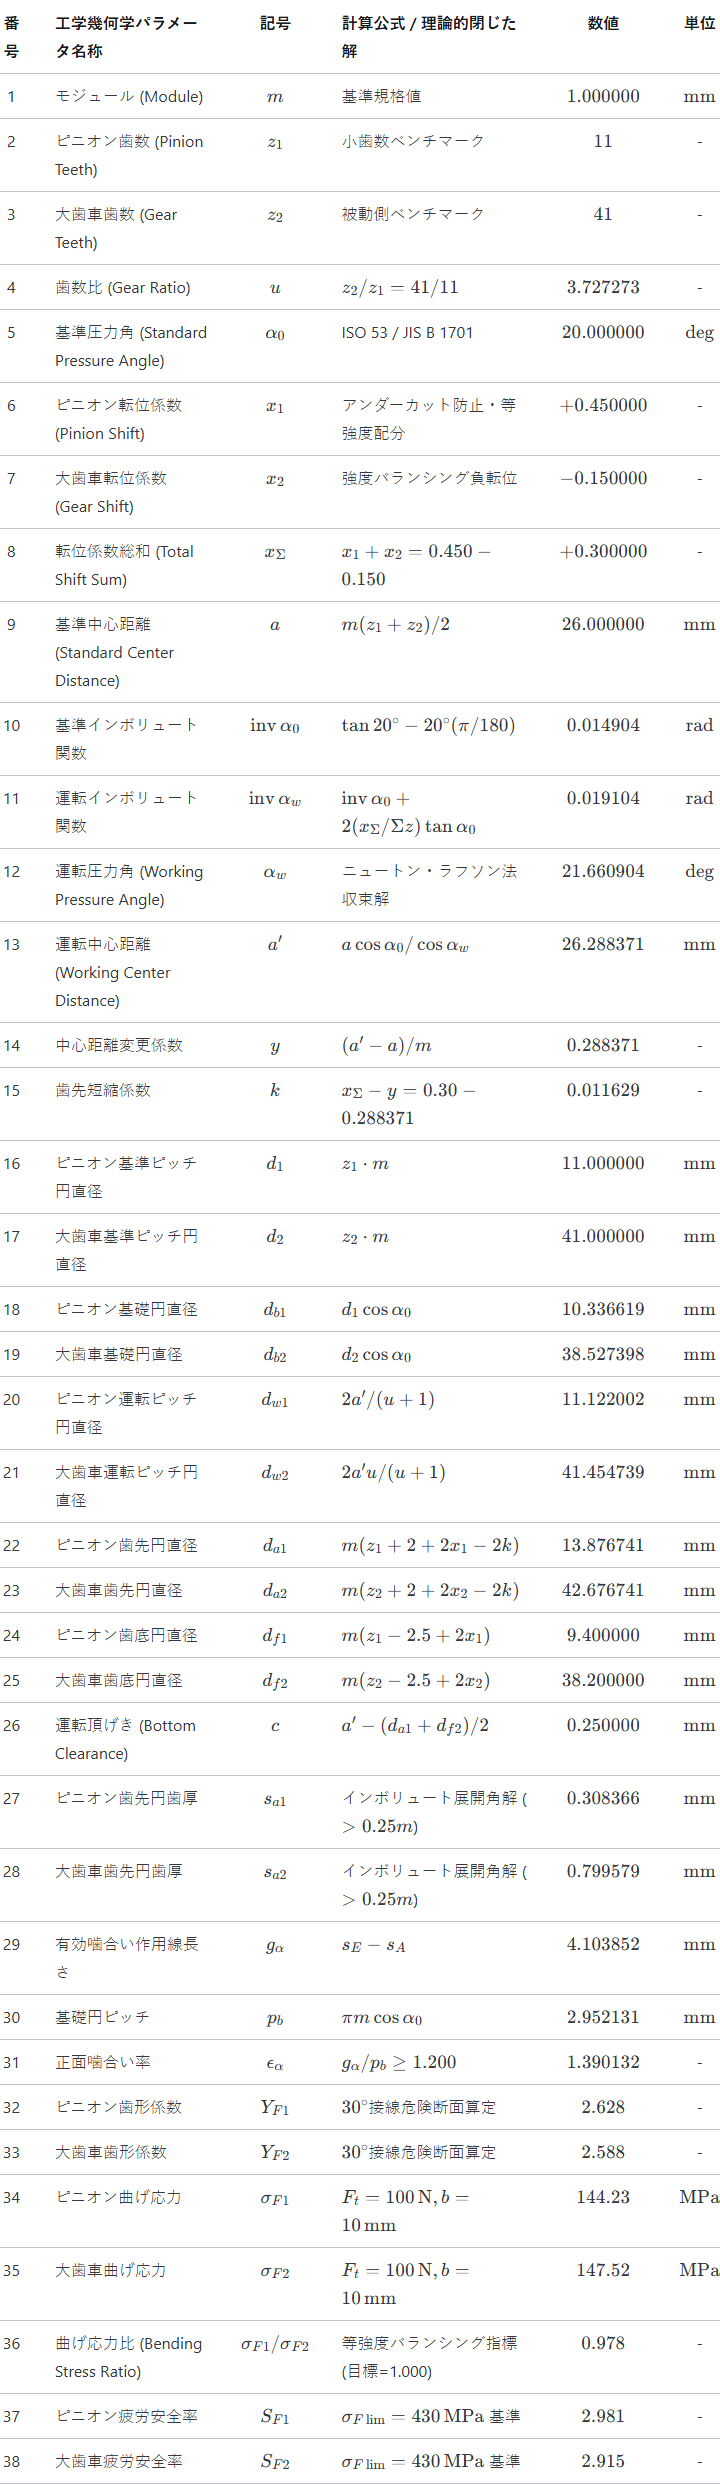 番号 工学幾何学パラメータ名称 記号 計算公式 / 理論的閉じた解 数値 単位
1 モジュール (Module) m 基準規格値 1.000000 mm
2 ピニオン歯数 (Pinion Teeth) z₁ 小歯数ベンチマーク 11 -
3 大歯車歯数 (Gear Teeth) z₂ 被動側ベンチマーク 41 -
4 歯数比 (Gear Ratio) u z₂/z₁ = 41/11 3.727273 -
5 基準圧力角 (Standard Pressure Angle) α₀ ISO 53 / JIS B 1701 20.000000 deg
6 ピニオン転位係数 (Pinion Shift) x₁ アンダーカット防止・等強度配分 +0.450000 -
7 大歯車転位係数 (Gear Shift) x₂ 強度バランシング負転位 −0.150000 -
8 転位係数総和 (Total Shift Sum) x_Σ x₁ + x₂ = 0.450 − 0.150 +0.300000 -
9 基準中心距離 (Standard Center Distance) a m(z₁ + z₂)/2 26.000000 mm
10 基準インボリュート関数 inv α₀ tan 20° − 20°(π/180) 0.014904 rad
11 運転インボリュート関数 inv α_w inv α₀ + 2(x_Σ/Σz) tan α₀ 0.019104 rad
12 運転圧力角 (Working Pressure Angle) α_w ニュートン・ラフソン法収束解 21.660904 deg
13 運転中心距離 (Working Center Distance) a′ a cos α₀/ cos α_w 26.288371 mm
14 中心距離変更係数 y (a′ − a)/m 0.288371 -
15 歯先短縮係数 k x_Σ − y = 0.30 − 0.288371 0.011629 -
16 ピニオン基準ピッチ円直径 d₁ z₁ · m 11.000000 mm
17 大歯車基準ピッチ円直径 d₂ z₂ · m 41.000000 mm
18 ピニオン基礎円直径 d_b1 d₁ cos α₀ 10.336619 mm
19 大歯車基礎円直径 d_b2 d₂ cos α₀ 38.527398 mm
20 ピニオン運転ピッチ円直径 d_w1 2a′/(u + 1) 11.122002 mm
21 大歯車運転ピッチ円直径 d_w2 2a′u/(u + 1) 41.454739 mm
22 ピニオン歯先円直径 d_a1 m(z₁ + 2 + 2x₁ − 2k) 13.876741 mm
23 大歯車歯先円直径 d_a2 m(z₂ + 2 + 2x₂ − 2k) 42.676741 mm
24 ピニオン歯底円直径 d_f1 m(z₁ − 2.5 + 2x₁) 9.400000 mm
25 大歯車歯底円直径 d_f2 m(z₂ − 2.5 + 2x₂) 38.200000 mm
26 運転頂げき (Bottom Clearance) c a′ − (d_a1 + d_f2)/2 0.250000 mm
27 ピニオン歯先円歯厚 s_a1 インボリュート展開角解 (> 0.25m) 0.308366 mm
28 大歯車歯先円歯厚 s_a2 インボリュート展開角解 (> 0.25m) 0.799579 mm
29 有効噛合い作用線長さ g_α s_E − s_A 4.103852 mm
30 基礎円ピッチ p_b πm cos α₀ 2.952131 mm
31 正面噛合い率 ϵ_α g_α/p_b ≥ 1.200 1.390132 -
32 ピニオン歯形係数 Y_F1 30°接線危険断面算定 2.628 -
33 大歯車歯形係数 Y_F2 30°接線危険断面算定 2.588 -
34 ピニオン曲げ応力 σ_F1 F_t = 100 N, b = 10 mm 144.23 MPa
35 大歯車曲げ応力 σ_F2 F_t = 100 N, b = 10 mm 147.52 MPa
36 曲げ応力比 (Bending Stress Ratio) σ_F1/σ_F2 等強度バランシング指標 (目標=1.000) 0.978 -
37 ピニオン疲労安全率 S_F1 σ_F lim = 430 MPa 基準 2.981 -
38 大歯車疲労安全率 S_F2 σ_F lim = 430 MPa 基準 2.915 -